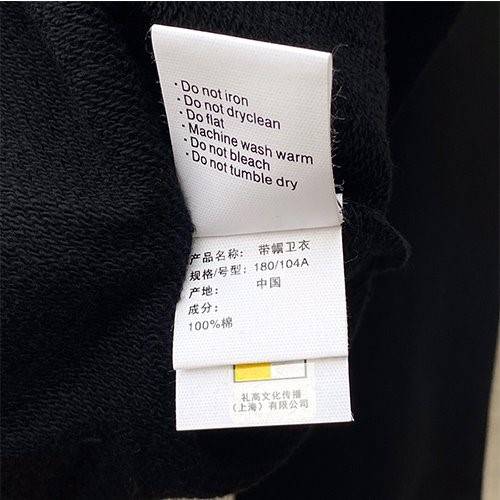 · Do not iron
· Do not dryclean
· Do flat
· Machine wash warm
· Do not bleach
· Do not tumble dry
产品名称： 带帽卫衣
规格/号型：180/104A
产地： 中国
成分：
100%棉
礼高文化传播
（上海）有限公司